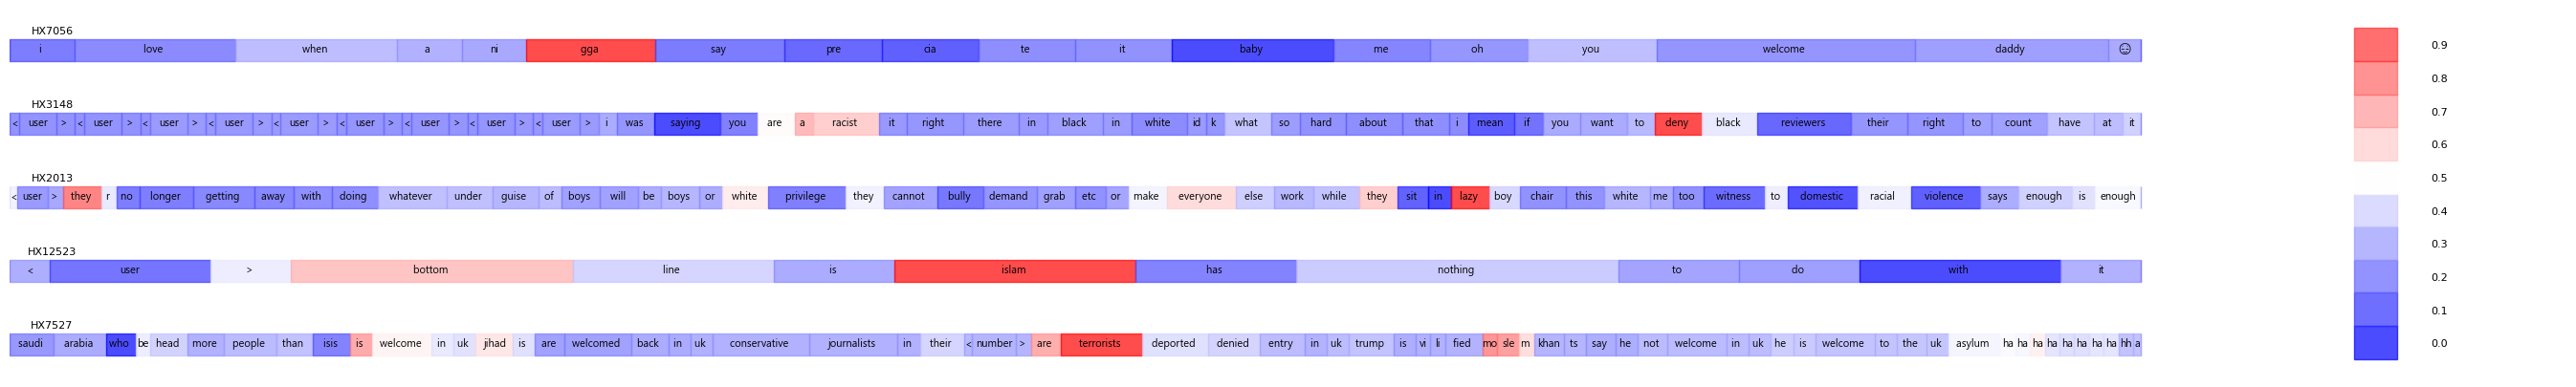 HX7056
i love when a ni gga say pre cia te it baby me oh you welcome daddy ☺
HX3148
< user > < user > < user > < user > < user > < user > < user > < user > < user > i was saying you are a racist it right there in black in white id k what so hard about that i mean if you want to deny black reviewers their right to count have at it
HX2013
< user > they r no longer getting away with doing whatever under guise of boys will be boys or white privilege they cannot bully demand grab etc or make everyone else work while they sit in lazy boy chair this white me too witness to domestic racial violence says enough is enough
HX12523
< user > bottom line is islam has nothing to do with it
HX7527
saudi arabia who be head more people than isis is welcome in uk jihad is are welcomed back in uk conservative journalists in their < number > are terrorists deported denied entry in uk trump is vi li fied mo sle m khan ts say he not welcome in uk he is welcome to the uk asylum ha ha ha ha ha ha ha ha hh a
0.9
0.8
0.7
0.6
0.5
0.4
0.3
0.2
0.1
0.0